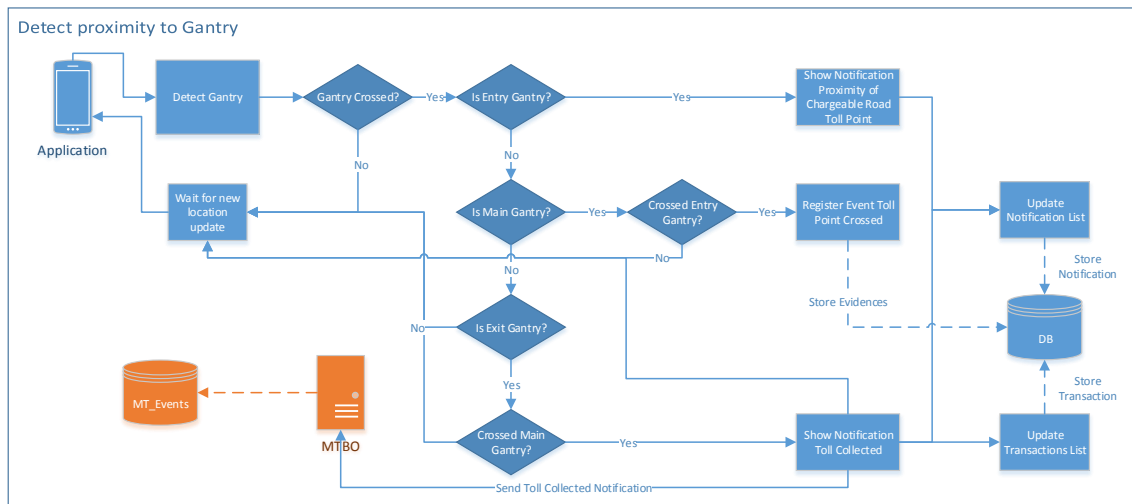 Detect proximity to Gantry
Application
Detect Gantry
Gantry Crossed?
Yes
Is Entry Gantry?
Yes
Show Notification
Proximity of
Chargeable Road
Toll Point
No
No
Wait for new
location
update
Is Main Gantry?
Yes
Crossed Entry
Gantry?
Yes
Register Event Toll
Point Crossed
Update
Notification List
No
No
Store
Notification
Store Evidences
Is Exit Gantry?
No
DB
Yes
Store
Transaction
MT_Events
MTBO
Crossed Main
Gantry?
Yes
Show Notification
Toll Collected
Update
Transactions List
Send Toll Collected Notification